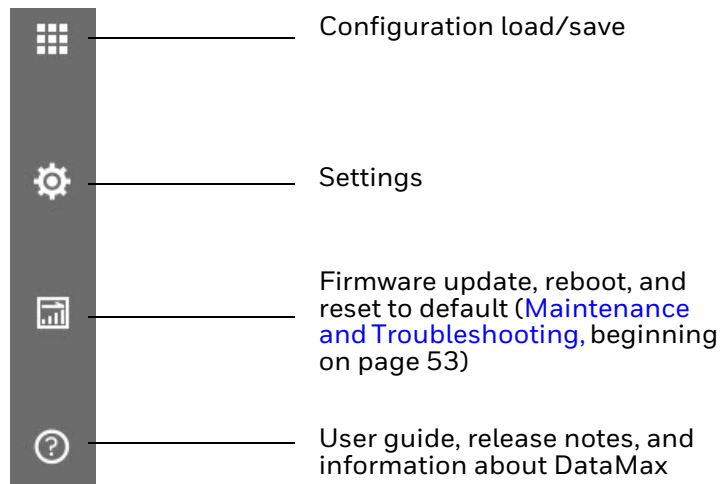 Configuration load/save
Settings
Firmware update, reboot, and
reset to default (Maintenance
and Troubleshooting, beginning
on page 53)
User guide, release notes, and
information about DataMax